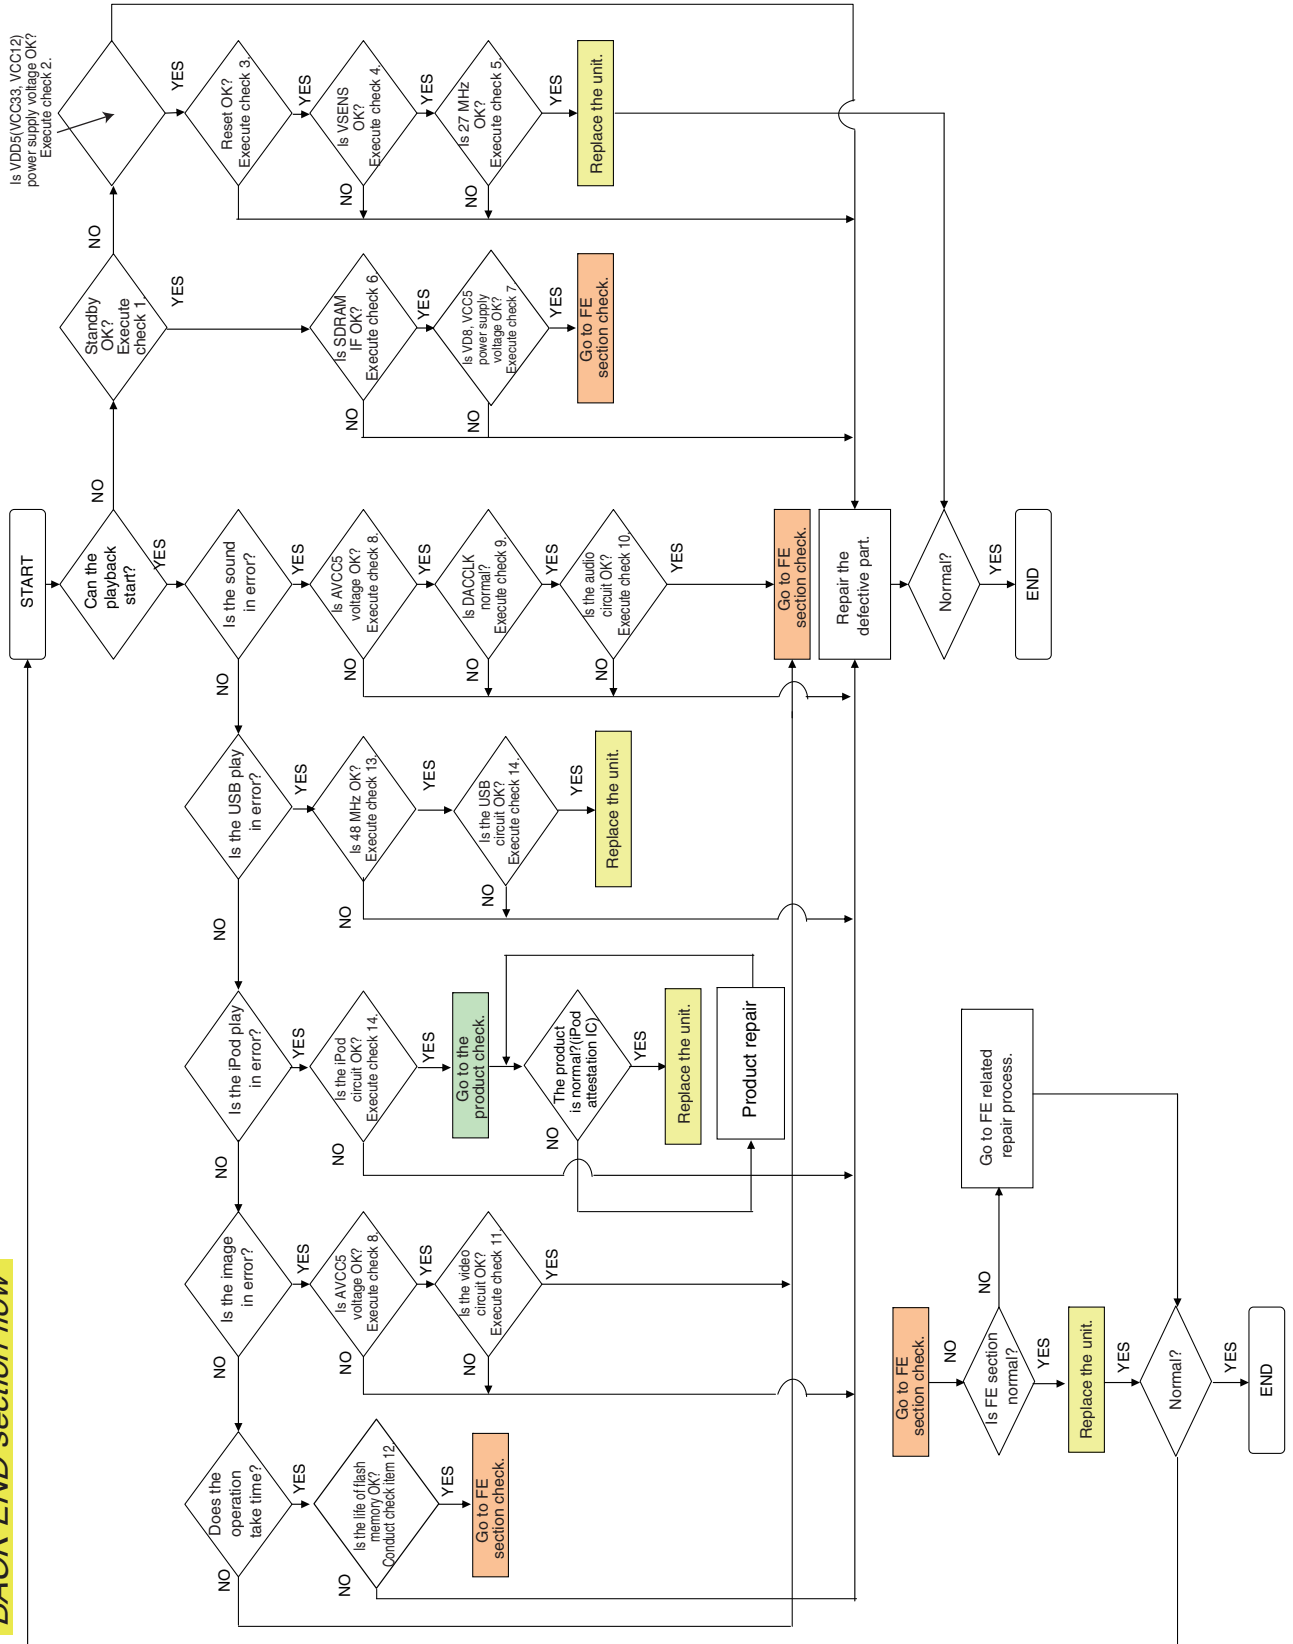 BACK END section flow
START
Can the
playback
start?
NO
YES
Standby
OK?
Execute
check 1.
NO
YES
Is VDD5(VCC33, VCC12)
power supply voltage OK?
Execute check 2.
YES
Reset OK?
Execute check 3.
YES
Is VSENS
OK?
Execute check 4.
NO
YES
Is 27 MHz
OK?
Execute check 5.
NO
YES
Replace the unit.
Is SDRAM
IF OK?
Execute check 6.
NO
YES
Is VD8, VCC5
power supply
voltage OK?
Execute check 7
NO
YES
Go to FE
section check.
Is the sound
in error?
NO
YES
Is AVCC5
voltage OK?
Execute check 8.
NO
YES
Is DACCLK
normal?
Execute check 9.
NO
YES
Is the audio
circuit OK?
Execute check 10.
NO
YES
Go to FE
section check.
Repair the
defective part.
Normal?
YES
END
Is the USB play
in error?
NO
YES
Is 48 MHz OK?
Execute check 13.
NO
YES
Is the USB
circuit OK?
Execute check 14.
NO
YES
Replace the unit.
Is the iPod play
in error?
NO
YES
Is the iPod
circuit OK?
Execute check 14.
NO
YES
Go to the
product check.
The product
is normal?(iPod
attestation IC)
NO
YES
Replace the unit.
Product repair
Is the image
in error?
NO
YES
Is AVCC5
voltage OK?
Execute check 8.
NO
YES
Is the video
circuit OK?
Execute check 11.
NO
YES
Does the
operation
take time?
NO
YES
Is the life of flash
memory OK?
Conduct check item 12
NO
YES
Go to FE
section check.
Go to FE
section check.
NO
Is FE section
normal?
NO
YES
Go to FE related
repair process.
Replace the unit.
YES
Normal?
YES
END